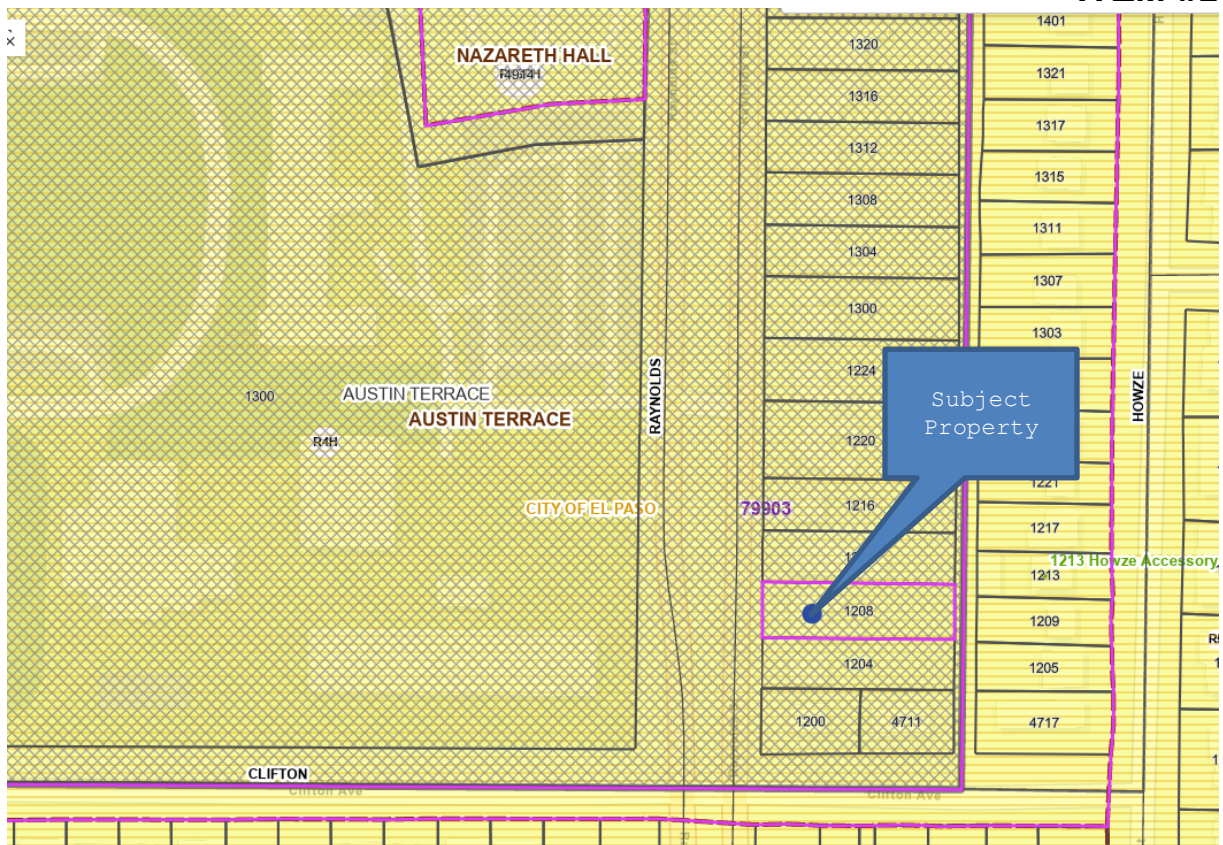 NAZARETH HALL
1320
1316
1312
1308
1304
1300
1224
1220
1216
1208
1204
1200
4711
1401
1321
1317
1315
1311
1307
1303
1221
1217
1213
1209
1205
4717
Subject
Property
1300
AUSTIN TERRACE
AUSTIN TERRACE
R4H
RAYNOLDS
HOWZE
CITY OF EL PASO
79903
1213 Howze Accessory
CLIFTON
Clifton Ave
Clifton Ave